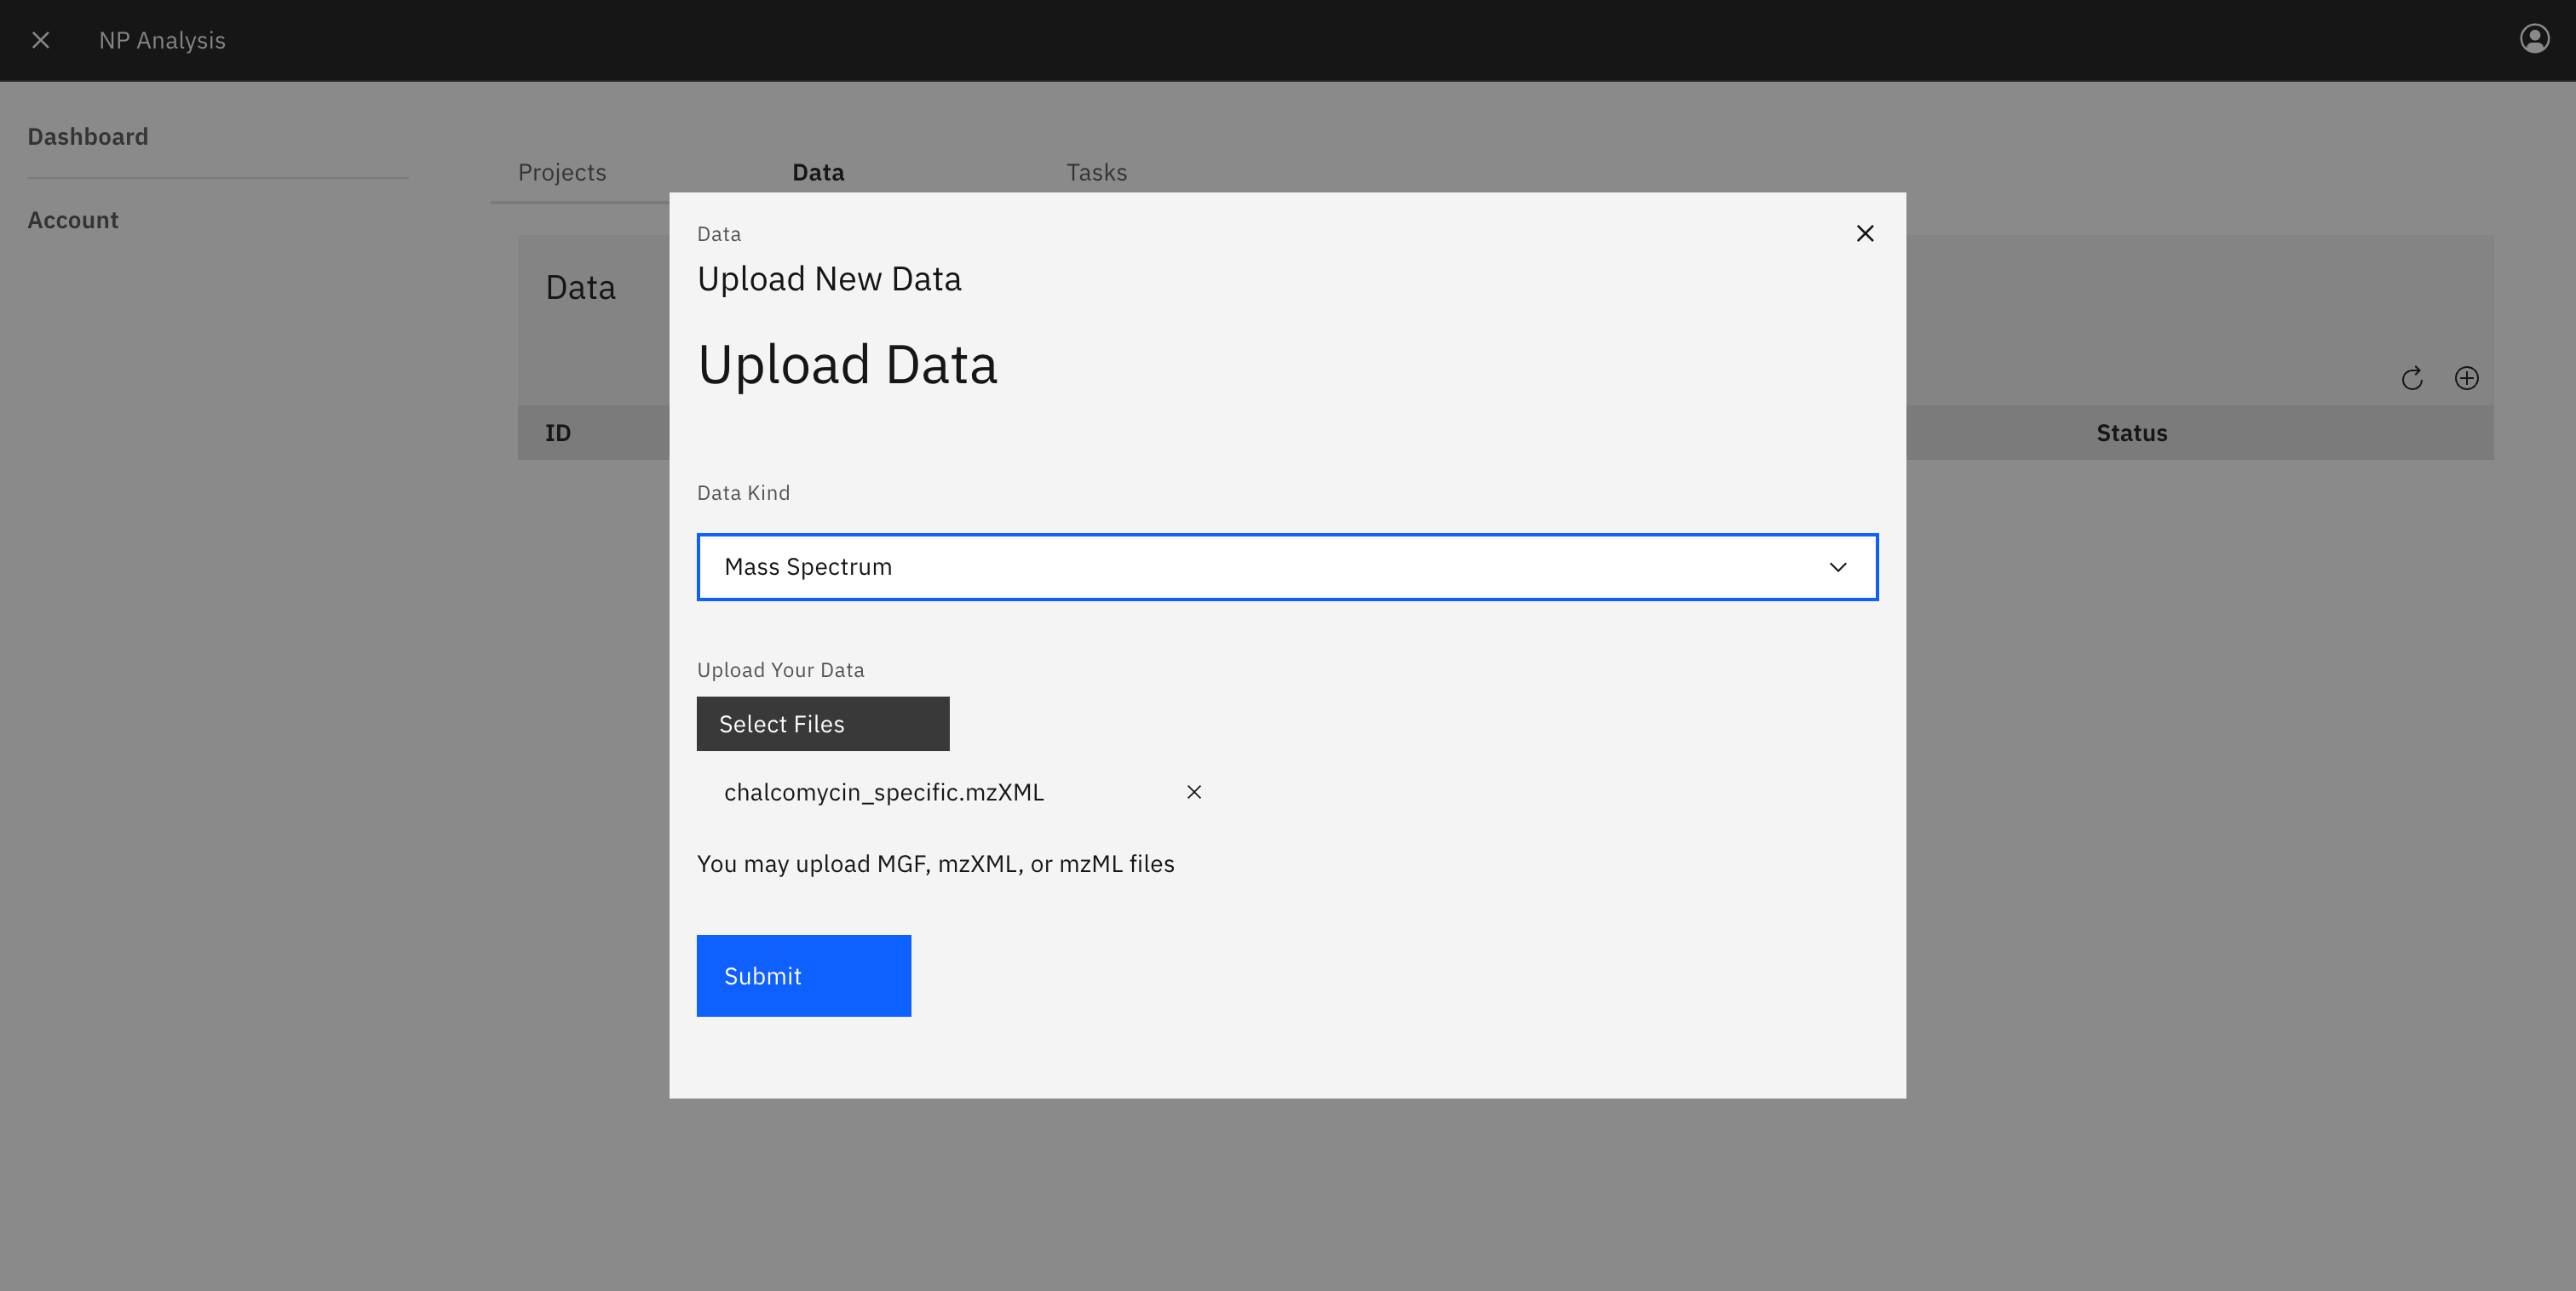 NP Analysis
Dashboard
Account
Projects Data Tasks
Data
ID Status
Data
Upload New Data
Upload Data
Data Kind
Mass Spectrum
Upload Your Data
Select Files
chalcomycin_specific.mzXML
You may upload MGF, mzXML, or mzML files
Submit